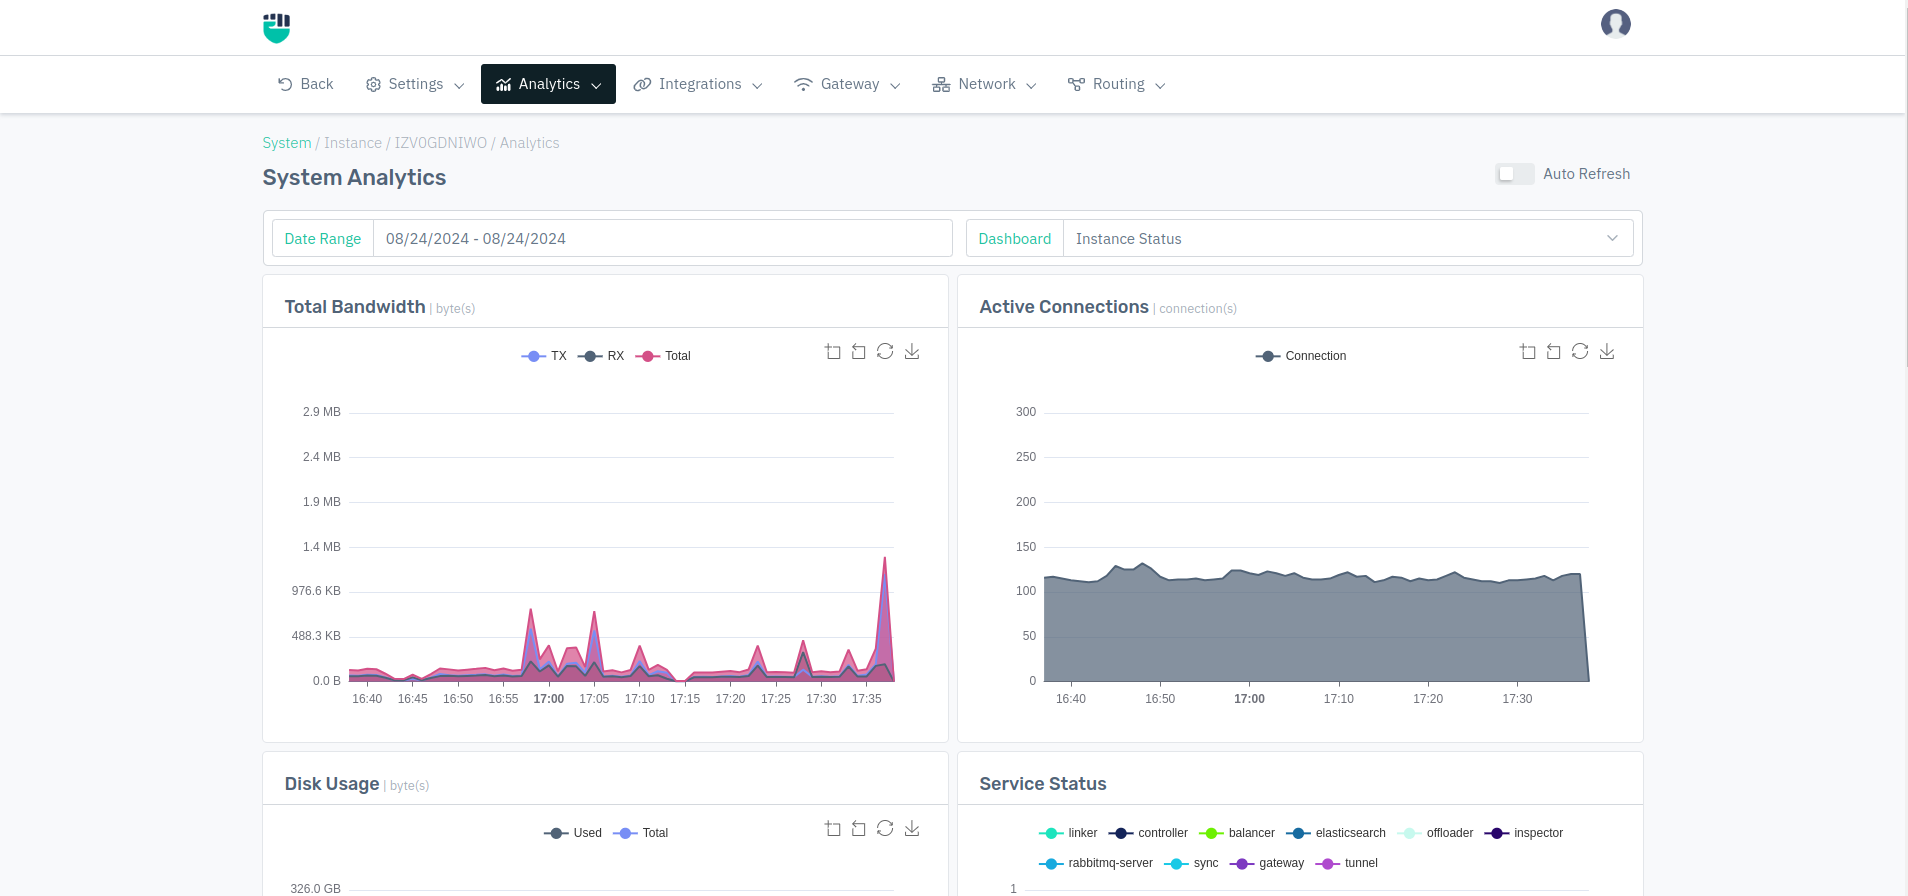 Back Settings Analytics Integrations Gateway Network Routing
System / Instance / IZV0GDNIWO / Analytics
System Analytics
Auto Refresh
Date Range 08/24/2024 - 08/24/2024
Dashboard Instance Status
Total Bandwidth | byte(s)
TX RX Total
2.9 MB
2.4 MB
1.9 MB
1.4 MB
976.6 KB
488.3 KB
0.0 B
16:40 16:45 16:50 16:55 17:00 17:05 17:10 17:15 17:20 17:25 17:30 17:35
Active Connections | connection(s)
Connection
300
250
200
150
100
50
0
16:40 16:50 17:00 17:10 17:20 17:30
Disk Usage | byte(s)
Used Total
326.0 GB
Service Status
linker controller balancer elasticsearch offloader inspector
rabbitmq-server sync gateway tunnel
1